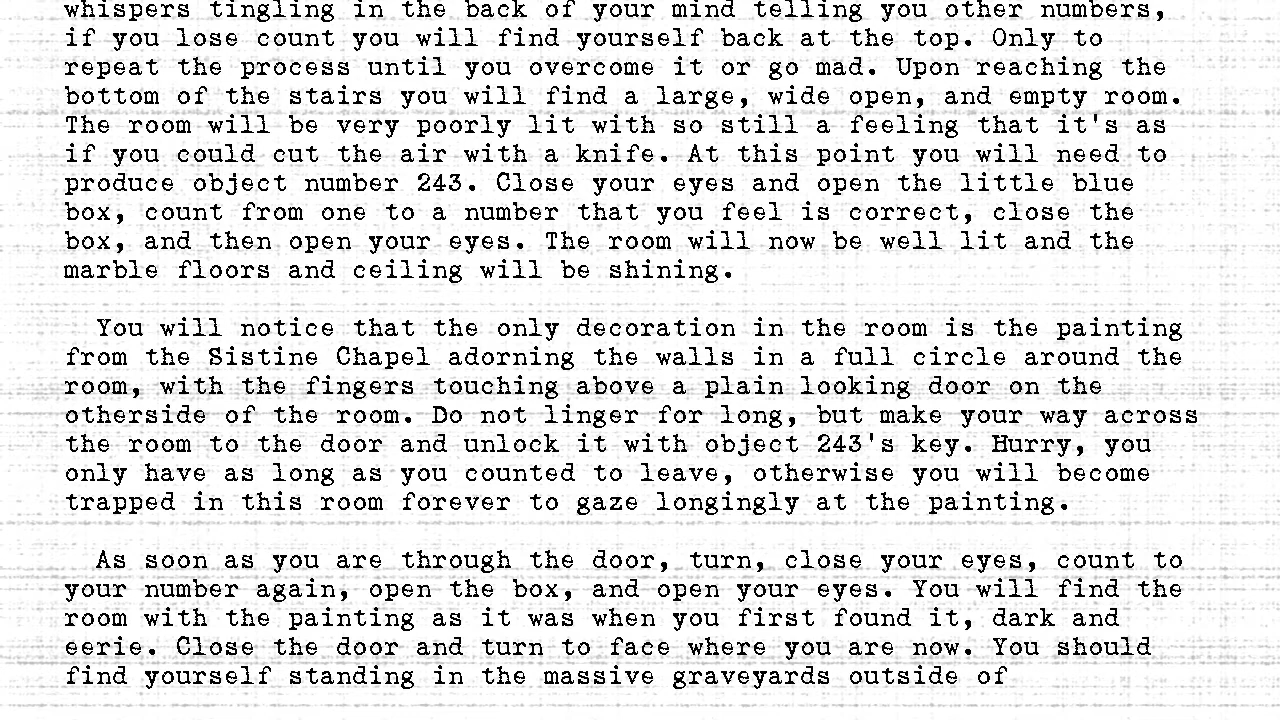 whispers tingling in the back of your mind telling you other numbers,
if you lose count you will find yourself back at the top. Only to
repeat the process until you overcome it or go mad. Upon reaching the
bottom of the stairs you will find a large, wide open, and empty room.
The room will be very poorly lit with so still a feeling that it's as
if you could cut the air with a knife. At this point you will need to
produce object number 243. Close your eyes and open the little blue
box, count from one to a number that you feel is correct, close the
box, and then open your eyes. The room will now be well lit and the
marble floors and ceiling will be shining.
You will notice that the only decoration in the room is the painting
from the Sistine Chapel adorning the walls in a full circle around the
room, with the fingers touching above a plain looking door on the
otherside of the room. Do not linger for long, but make your way across
the room to the door and unlock it with object 243's key. Hurry, you
only have as long as you counted to leave, otherwise you will become
trapped in this room forever to gaze longingly at the painting.
As soon as you are through the door, turn, close your eyes, count to
your number again, open the box, and open your eyes. You will find the
room with the painting as it was when you first found it, dark and
eerie. Close the door and turn to face where you are now. You should
find yourself standing in the massive graveyards outside of